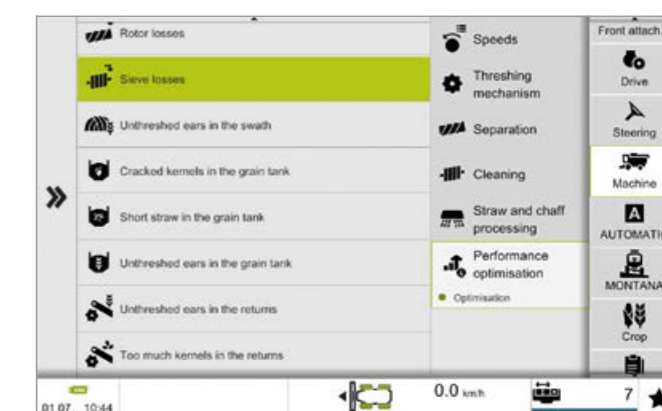 Rotor losses
Sieve losses
Unthreshed ears in the swath
Cracked kernels in the grain tank
Short straw in the grain tank
Unthreshed ears in the grain tank
Unthreshed ears in the returns
Too much kernels in the returns
Speeds
Threshing
mechanism
Separation
Cleaning
Straw and chaff
processing
Performance
optimisation
Optimisation
Front attach
Drive
Steering
Machine
A
AUTOMATI
MONTANA
Crop
01.07. 10:44
0.0 km/h
7